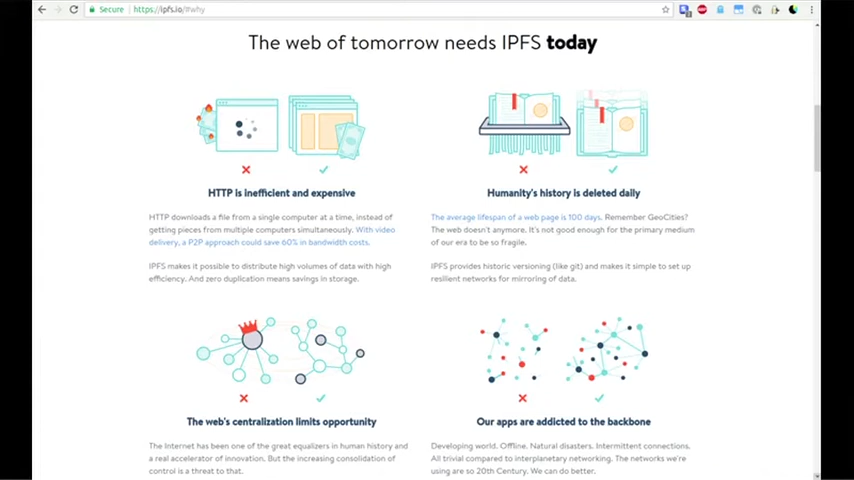 Secure https://ipfs.io/#why
The web of tomorrow needs IPFS today
HTTP is inefficient and expensive
HTTP downloads a file from a single computer at a time, instead of
getting pieces from multiple computers simultaneously. With video
delivery, a P2P approach could save 60% in bandwidth costs.
IPFS makes it possible to distribute high volumes of data with high
efficiency. And zero duplication means savings in storage.
Humanity's history is deleted daily
The average lifespan of a web page is 100 days. Remember GeoCities?
The web doesn't anymore. It's not good enough for the primary medium
of our era to be so fragile.
IPFS provides historic versioning (like git) and makes it simple to set up
resilient networks for mirroring of data.
The web's centralization limits opportunity
The Internet has been one of the great equalizers in human history and
a real accelerator of innovation. But the increasing consolidation of
control is a threat to that.
Our apps are addicted to the backbone
Developing world. Offline. Natural disasters. Intermittent connections.
All trivial compared to interplanetary networking. The networks we're
using are so 20th Century. We can do better.